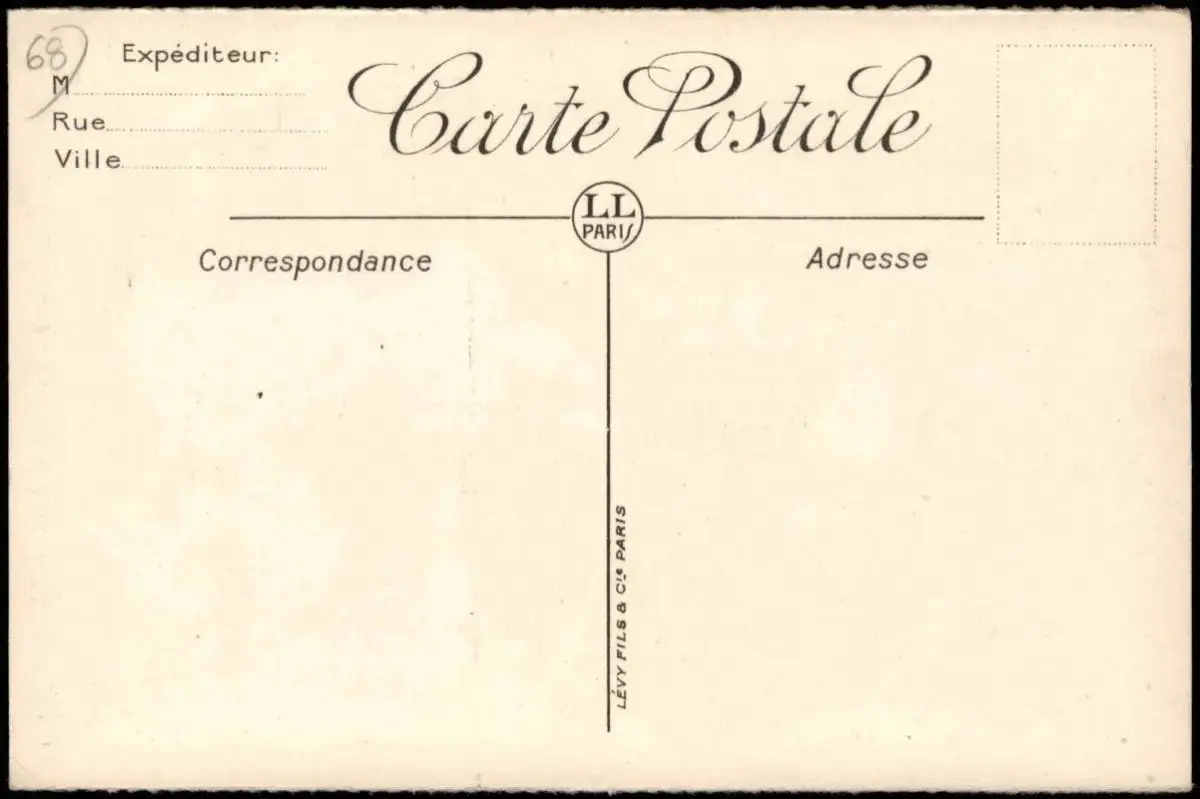 68
Expéditeur:
M
Rue
Ville
Carte Postale
LL
PARIS
Correspondance
Adresse
LÉVY FILS & Cie PARIS